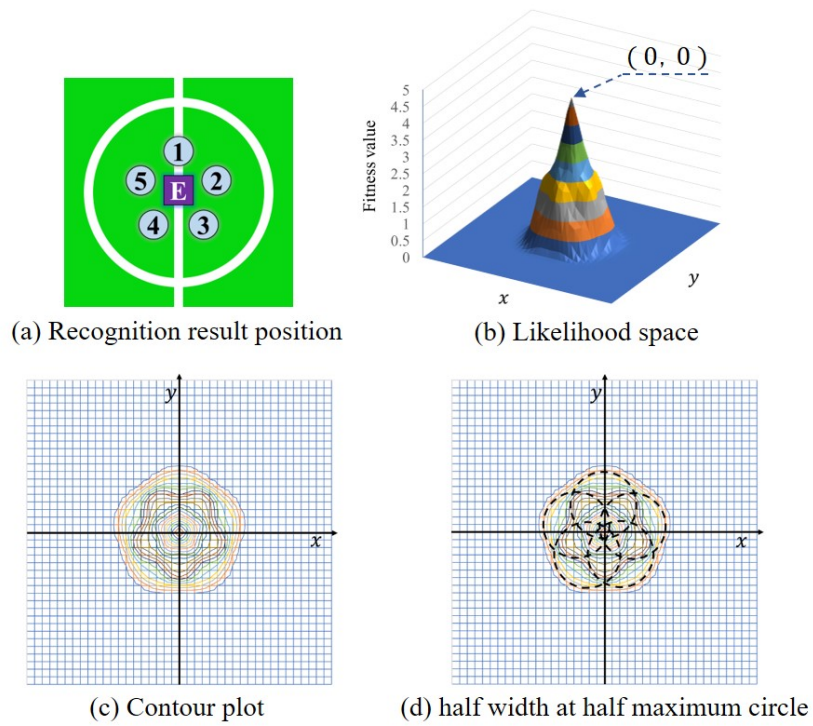 1
5
2
E
4
3
(a) Recognition result position
( 0, 0 )
Fitness value
5
4.5
4
3.5
3
2.5
2
1.5
1
0.5
0
x
y
(b) Likelihood space
y
x
(c) Contour plot
y
x
(d) half width at half maximum circle